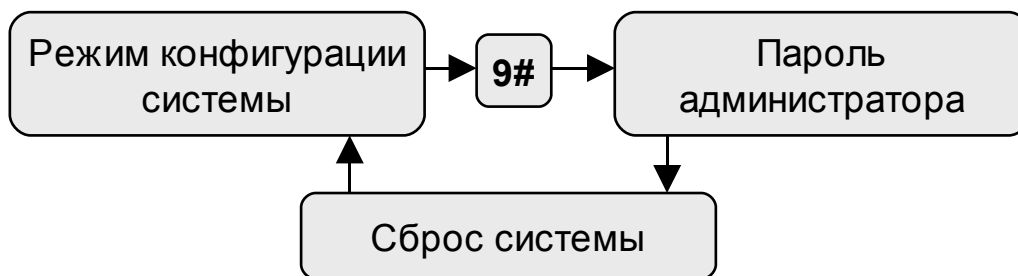 Режим конфигурации
системы
9#
Пароль
администратора
Сброс системы